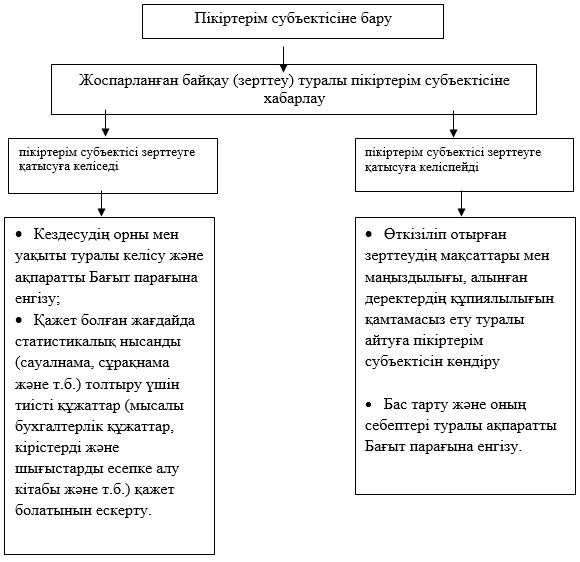 Пікіртерім субъектісіне бару
Жоспарланған байқау (зерттеу) туралы пікіртерім субъектісіне
хабарлау
пікіртерім субъектісі зерттеуге
қатысуға келіседі
пікіртерім субъектісі зерттеуге
қатысуға келіспейді
• Кездесудің орны мен
уақыты туралы келісу және
ақпаратты Бағыт парағына
енгізу;
• Қажет болған жағдайда
статистикалық нысанды
(сауалнама, сұрақнама
және т.б.) толтыру үшін
тиісті құжаттар (мысалы
бухгалтерлік құжаттар,
кірістерді және
шығыстарды есепке алу
кітабы және т.б.) қажет
болатынын ескерту.
• Өткізіліп отырған
зерттеудің мақсаттары мен
маңыздылығы, алынған
деректердің құпиялылығын
қамтамасыз ету туралы
айтуға пікіртерім
субъектісін көндіру
• Бас тарту және оның
себептері туралы ақпаратты
Бағыт парағына енгізу.